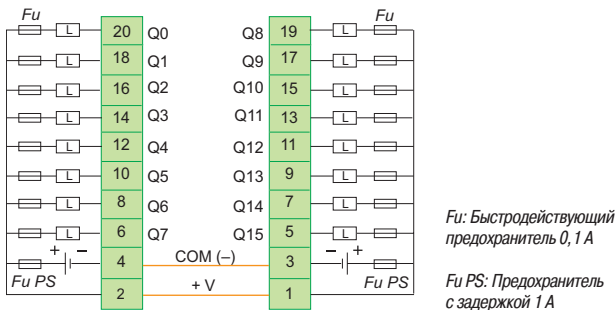 Fu Fu
L 20 Q0 Q8 19 L
L 18 Q1 Q9 17 L
L 16 Q2 Q10 15 L
L 14 Q3 Q11 13 L
L 12 Q4 Q12 11 L
L 10 Q5 Q13 9 L
L 8 Q6 Q14 7 L
L 6 Q7 Q15 5 L
+ – 4 COM (–) 3 – +
Fu PS Fu PS
2 + V 1
Fu: Быстродействующий
предохранитель 0,1 А
Fu PS: Предохранитель
с задержкой 1 А